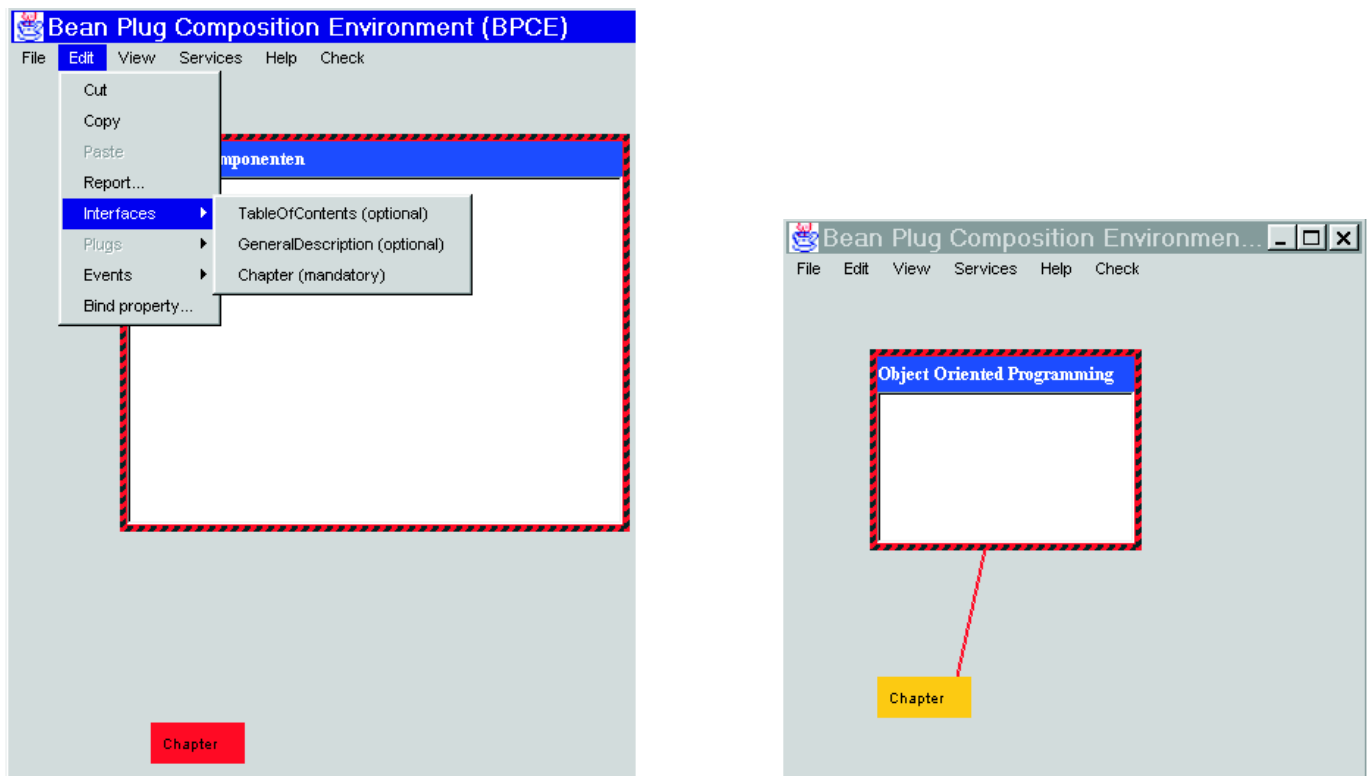 Bean Plug Composition Environment (BPCE)
File Edit View Services Help Check
Cut
Copy
Paste
Report...
Interfaces
Plugs
Events
Bind property...
mponenten
TableOfContents (optional)
GeneralDescription (optional)
Chapter (mandatory)
Chapter
Bean Plug Composition Environmen...
File Edit View Services Help Check
Object Oriented Programming
Chapter